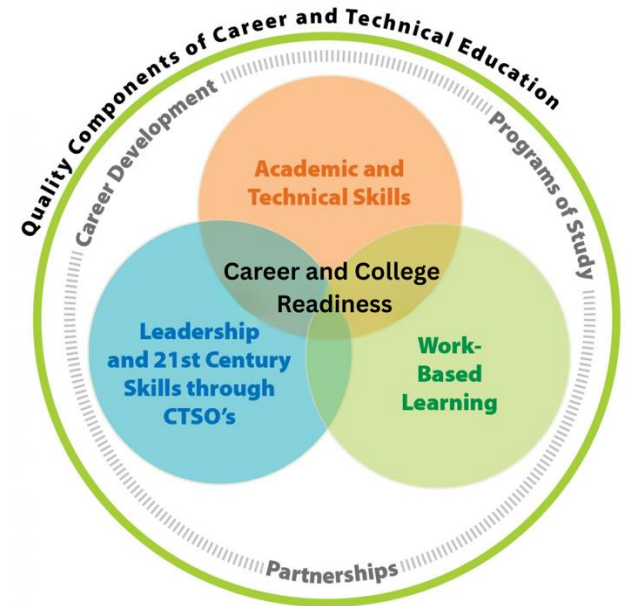 Quality Components of Career and Technical Education
Career Development
Programs of Study
Academic and
Technical Skills
Career and College
Readiness
Leadership
and 21st Century
Skills through
CTSO's
Work-
Based
Learning
Partnerships